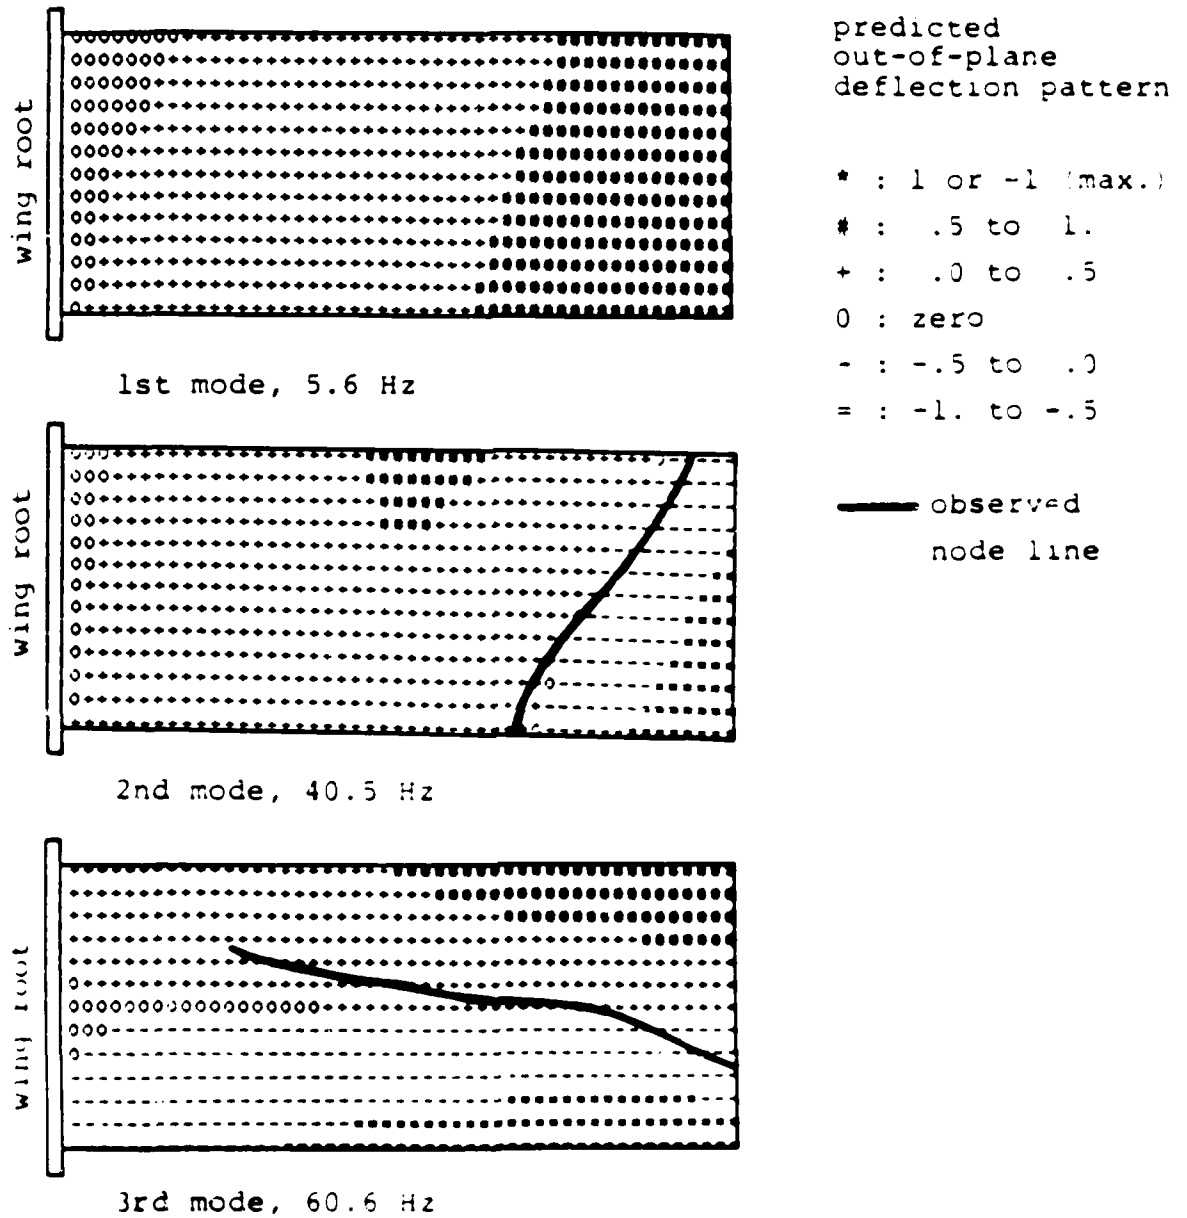 predicted
out-of-plane
deflection pattern
* : 1 or -1 (max.)
# : .5 to 1.
+ : .0 to .5
0 : zero
- : -.5 to .0
= : -1. to -.5
observed
node line
wing root
1st mode, 5.6 Hz
wing root
2nd mode, 40.5 Hz
wing root
3rd mode, 60.6 Hz